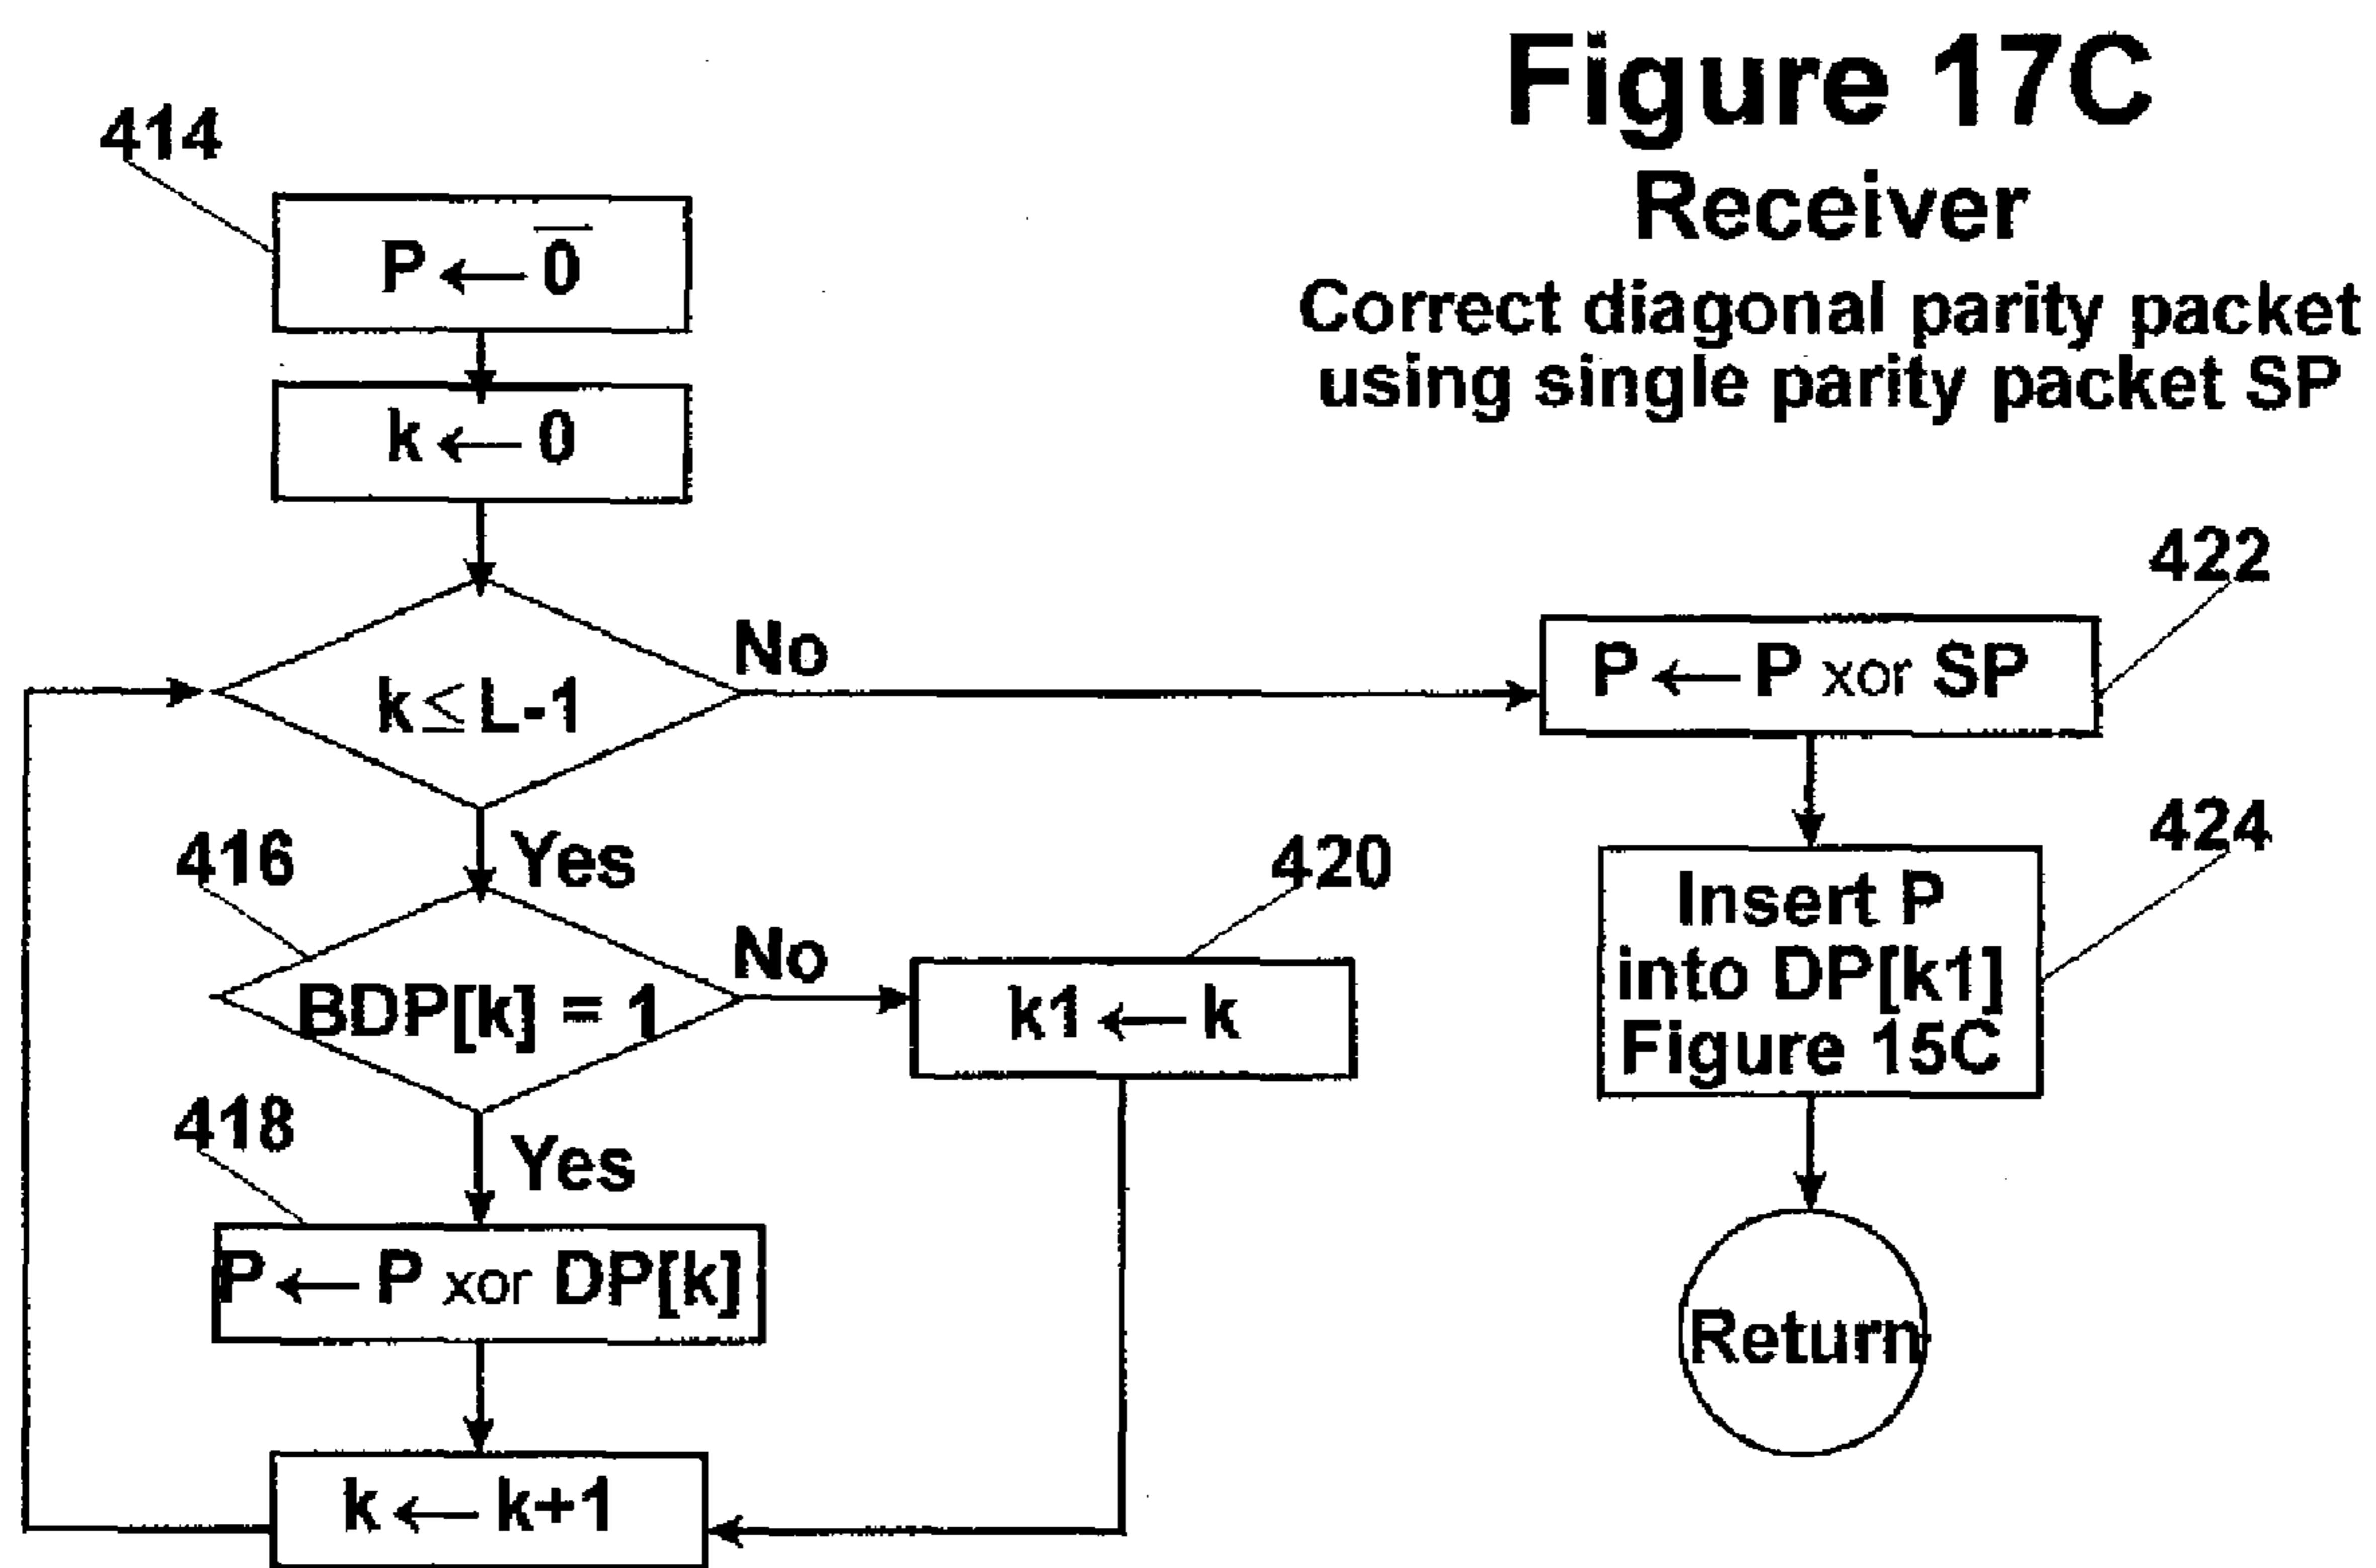 Figure 17C
Receiver
Correct diagonal parity packet
using single parity packet SP
414
P ← 0̅
k ← 0
k ≤ L-1
No
Yes
422
P ← P xor SP
424
Insert P
into DP[k1]
Figure 15C
Return
416
BDP[k] = 1
No
Yes
420
k1 ← k
418
P ← P xor DP[k]
k ← k+1